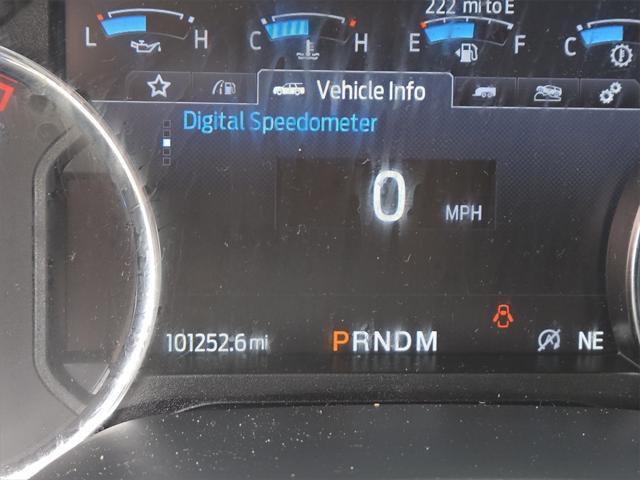 222 mi to E
L H C H E F C
Vehicle Info
Digital Speedometer
0 MPH
101252.6 mi PRNDM NE